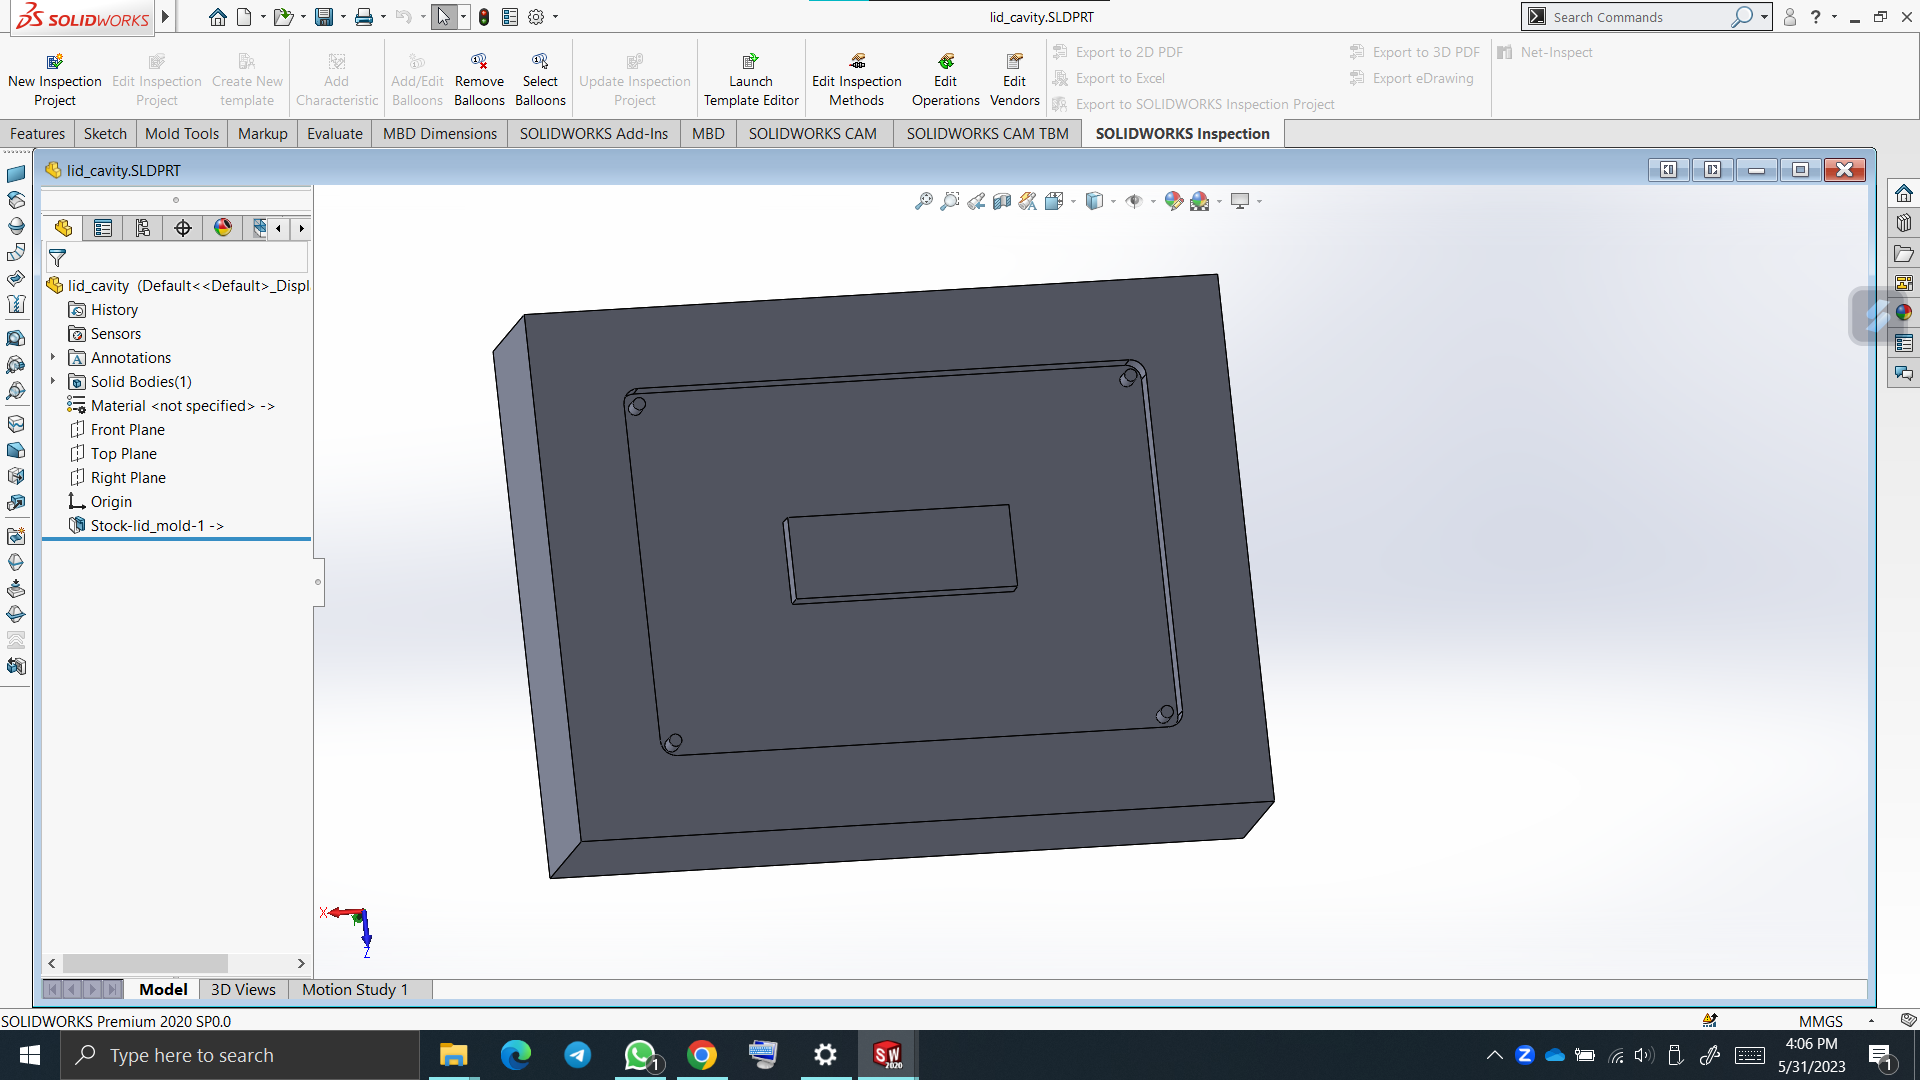 SOLIDWORKS
lid_cavity.SLDPRT
Search Commands
?
New Inspection Project
Edit Inspection Project
Create New template
Add Characteristic
Add/Edit Balloons
Remove Balloons
Select Balloons
Update Inspection Project
Launch Template Editor
Edit Inspection Methods
Edit Operations
Edit Vendors
Export to 2D PDF
Export to Excel
Export to SOLIDWORKS Inspection Project
Export to 3D PDF
Export eDrawing
Net-Inspect
Features
Sketch
Mold Tools
Markup
Evaluate
MBD Dimensions
SOLIDWORKS Add-Ins
MBD
SOLIDWORKS CAM
SOLIDWORKS CAM TBM
SOLIDWORKS Inspection
lid_cavity.SLDPRT
lid_cavity (Default<<Default>_Displ
History
Sensors
Annotations
Solid Bodies(1)
Material <not specified> ->
Front Plane
Top Plane
Right Plane
Origin
Stock-lid_mold-1 ->
X
Y
Z
Model
3D Views
Motion Study 1
SOLIDWORKS Premium 2020 SP0.0
MMGS
Type here to search
1
SW
2020
Z
4:06 PM
5/31/2023
1